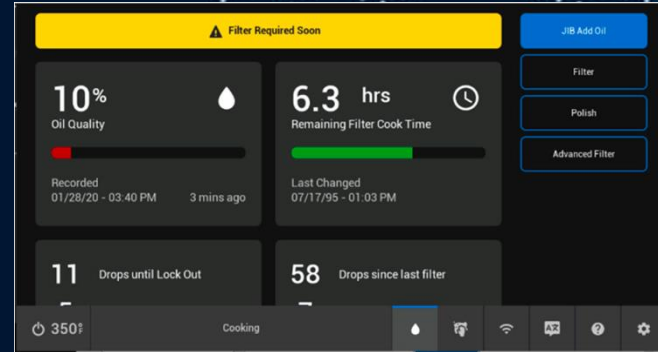 Filter Required Soon
JIB Add Oil
10%
Oil Quality
Recorded
01/28/20 - 03:40 PM 3 mins ago
6.3 hrs
Remaining Filter Cook Time
Last Changed
07/17/95 - 01:03 PM
Filter
Polish
Advanced Filter
11 Drops until Lock Out
58 Drops since last filter
350°F
Cooking